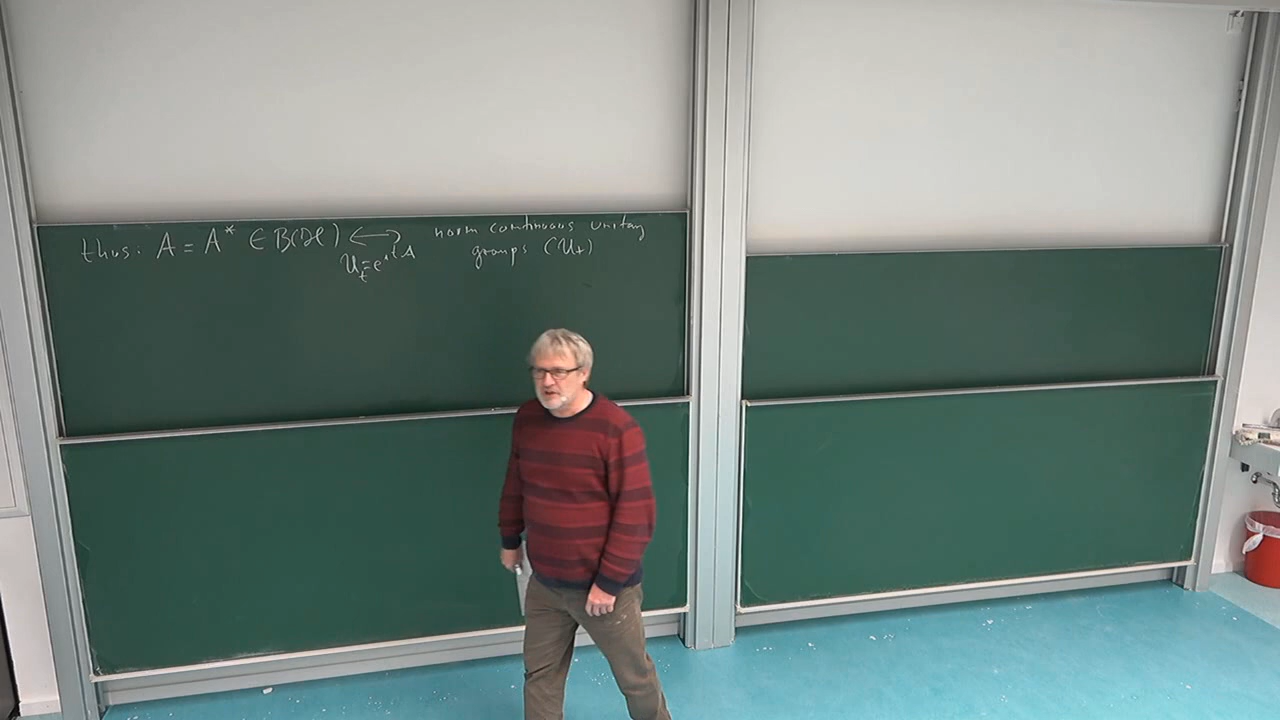 thus: A = A* ∈ B(ℋ) ⟷ norm continuous unitary
U_t = e^{itA} groups (U_t)